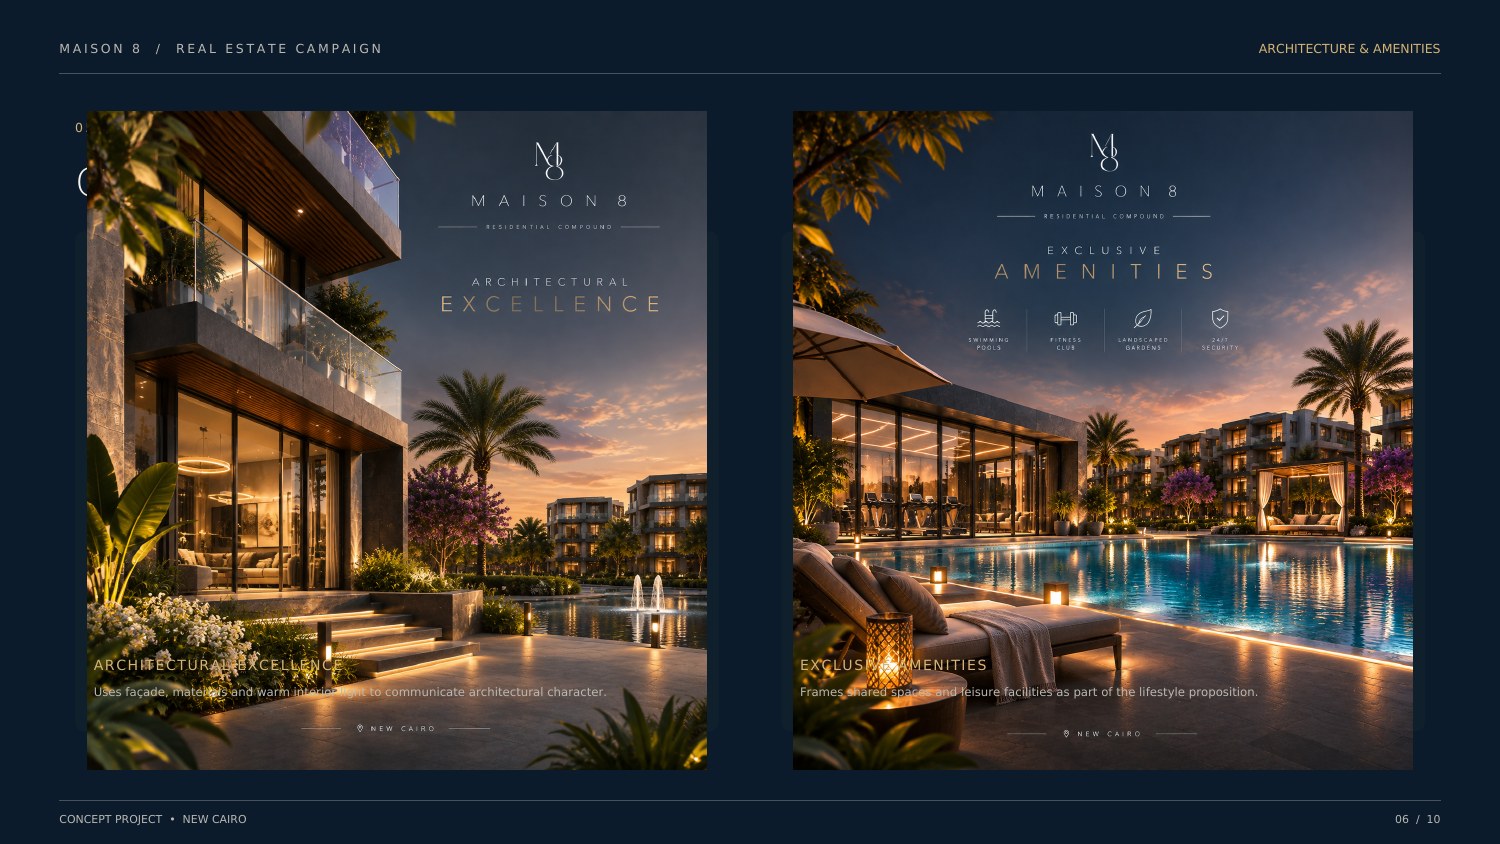 MAISON 8 / REAL ESTATE CAMPAIGN
ARCHITECTURE & AMENITIES
0
M8
MAISON 8
RESIDENTIAL COMPOUND
ARCHITECTURAL
EXCELLENCE
ARCHITECTURAL EXCELLENCE
Uses façade, materials and warm interior light to communicate architectural character.
NEW CAIRO
M8
MAISON 8
RESIDENTIAL COMPOUND
EXCLUSIVE
AMENITIES
SWIMMING
POOLS
FITNESS
CLUB
LANDSCAPED
GARDENS
24/7
SECURITY
EXCLUSIVE AMENITIES
Frames shared spaces and leisure facilities as part of the lifestyle proposition.
NEW CAIRO
CONCEPT PROJECT • NEW CAIRO
06 / 10